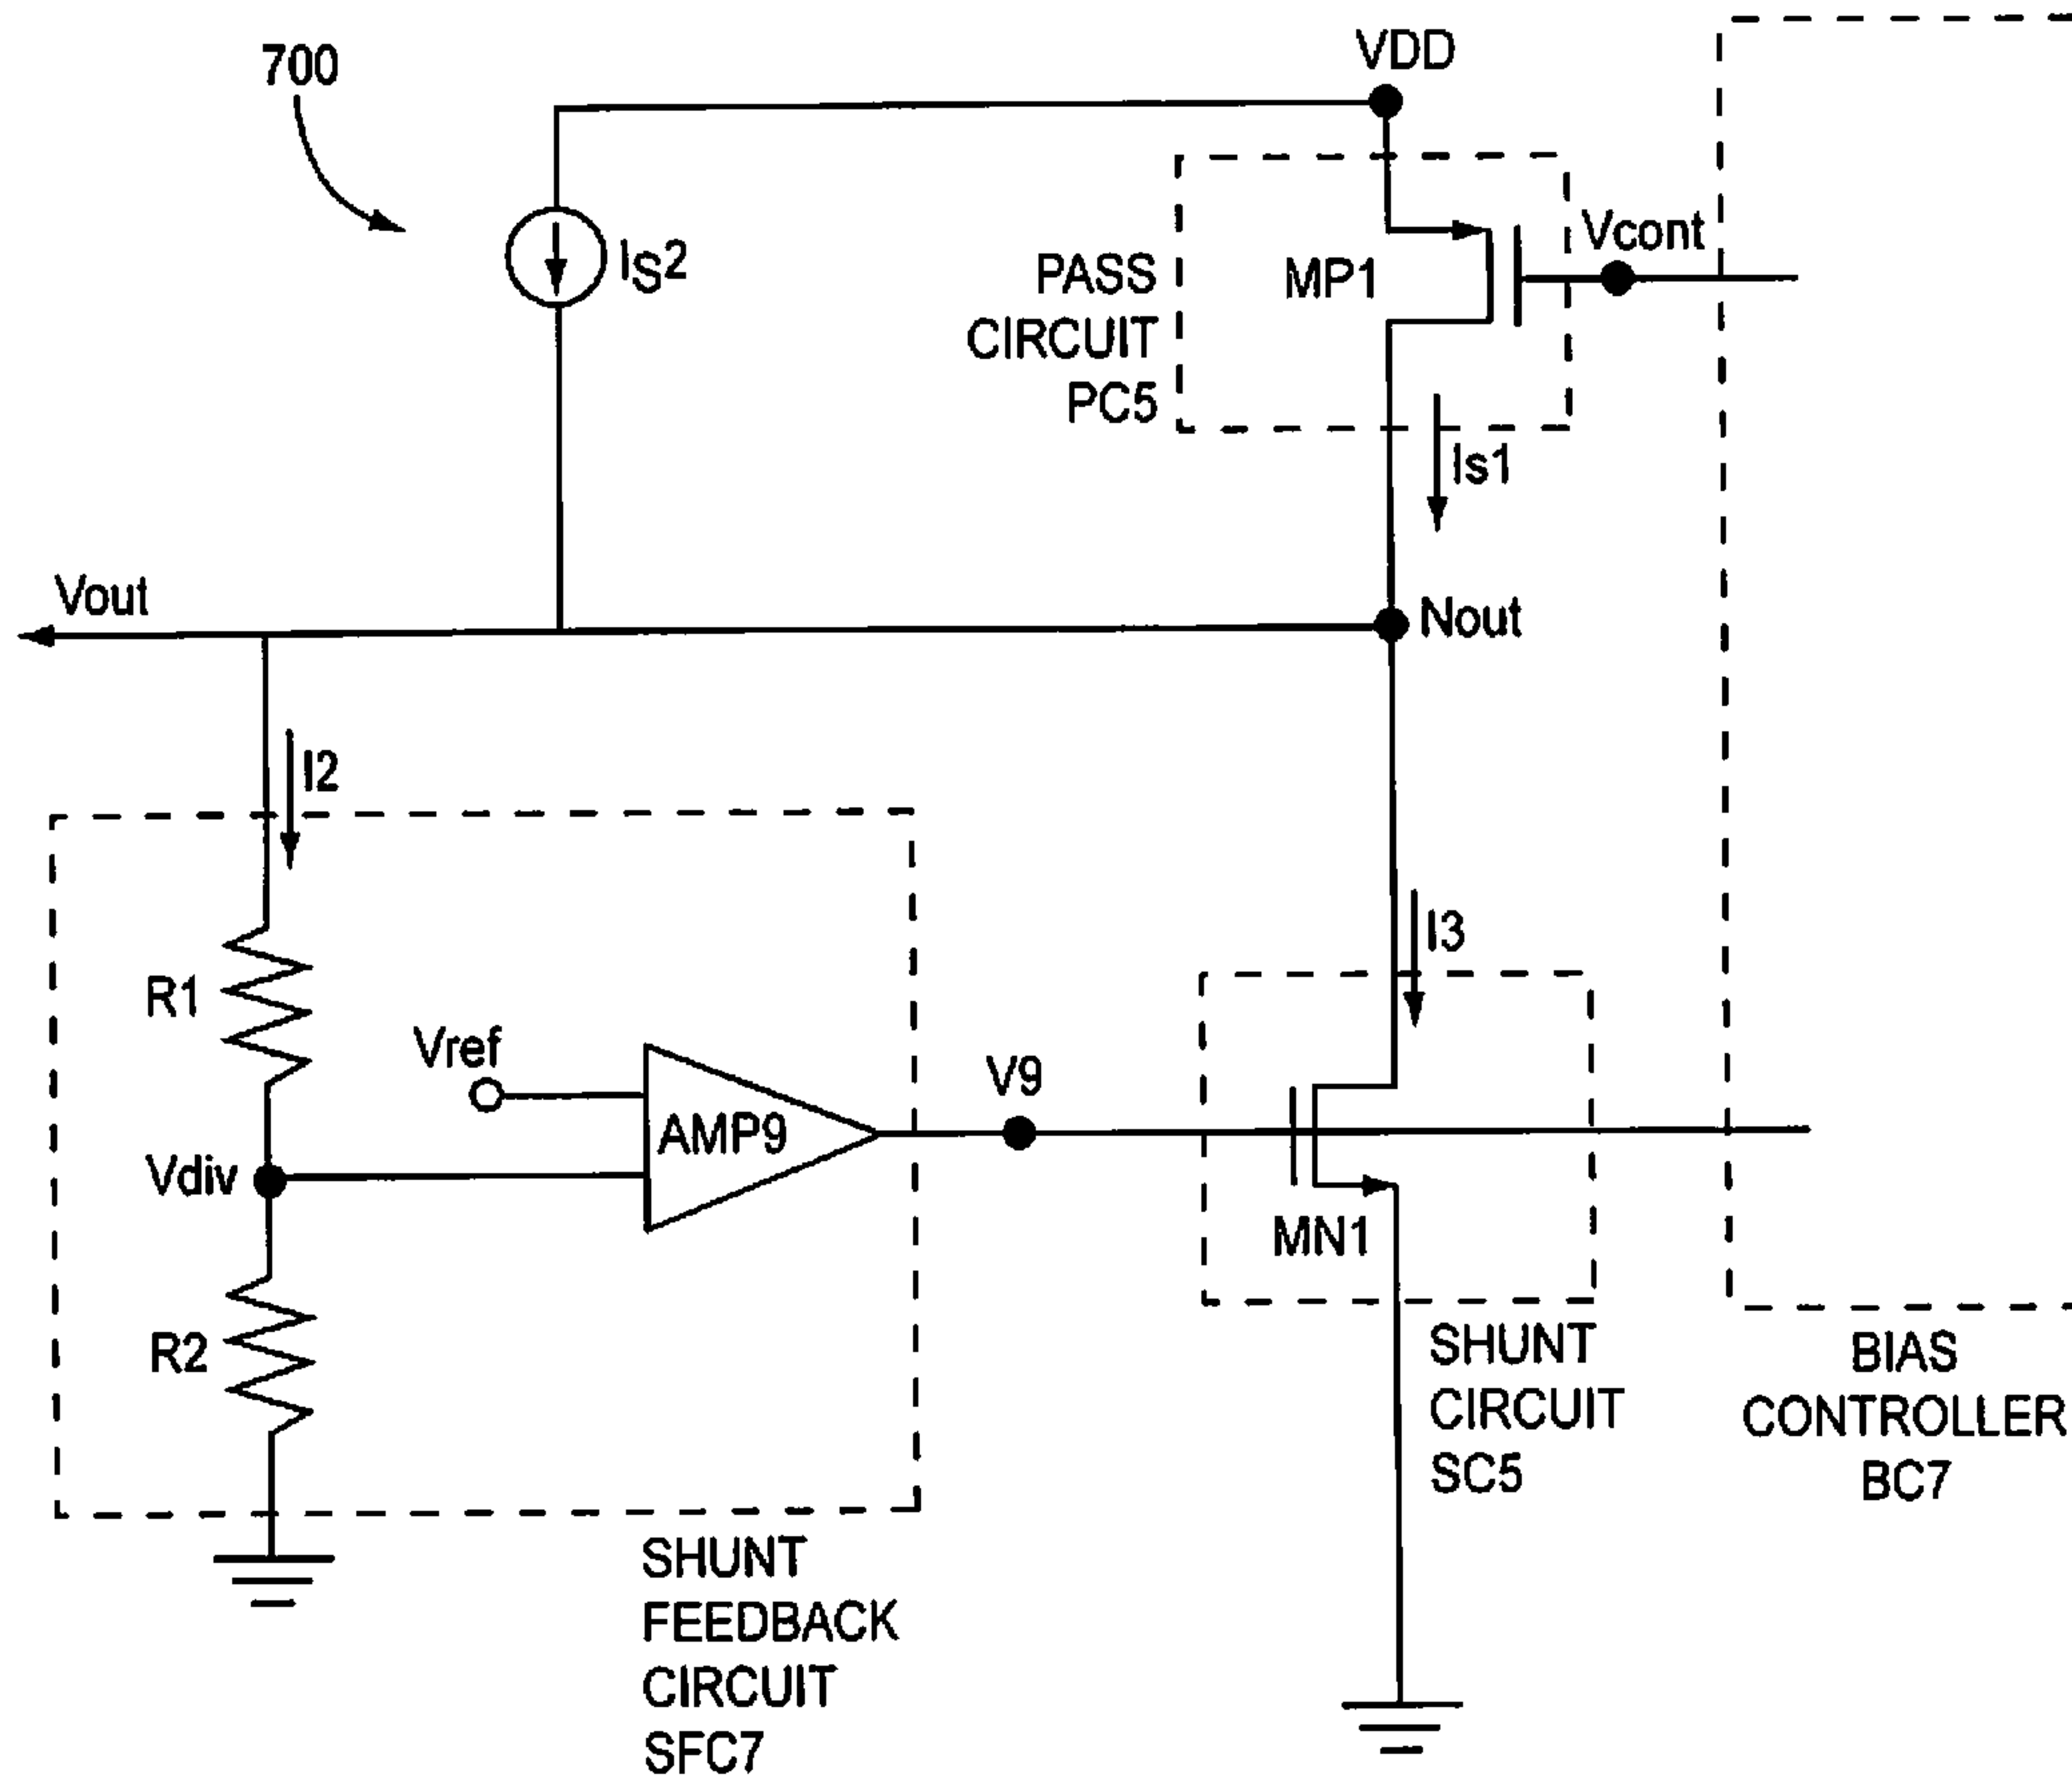 700
VDD
IS2
PASS
CIRCUIT
PC5
MP1
Vcont
Is1
Vout
Nout
I2
I3
R1
Vref
AMP9
V9
Vdiv
MN1
R2
SHUNT
CIRCUIT
SC5
BIAS
CONTROLLER
BC7
SHUNT
FEEDBACK
CIRCUIT
SFC7